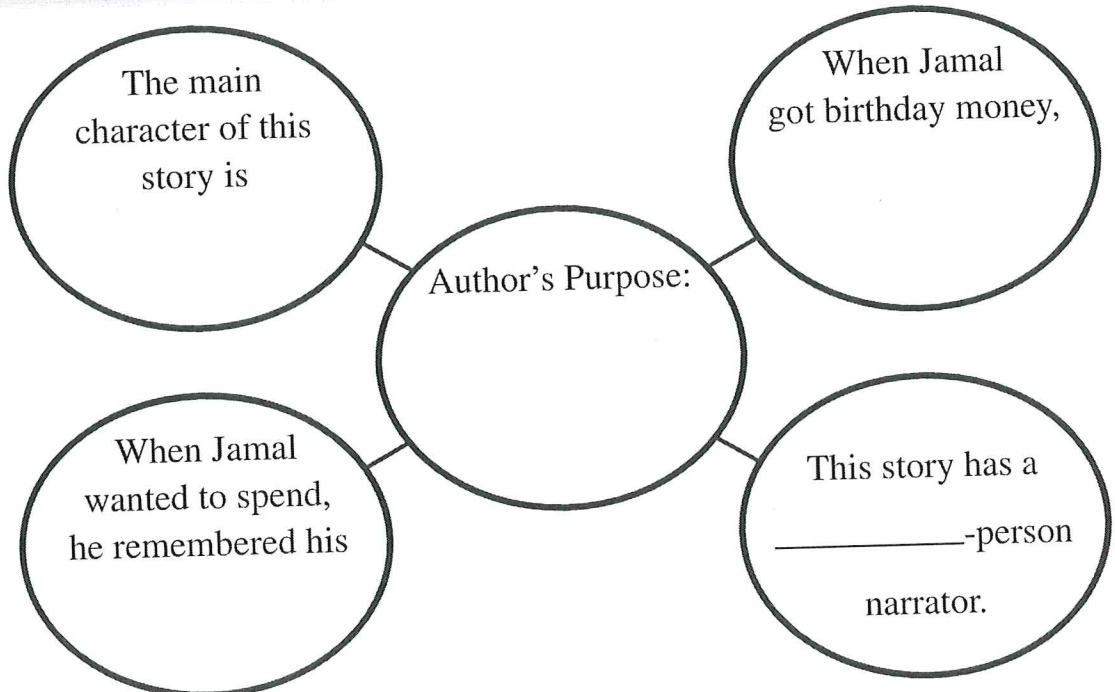 The main
character of this
story is
When Jamal
got birthday money,
Author's Purpose:
When Jamal
wanted to spend,
he remembered his
This story has a
__________-person
narrator.